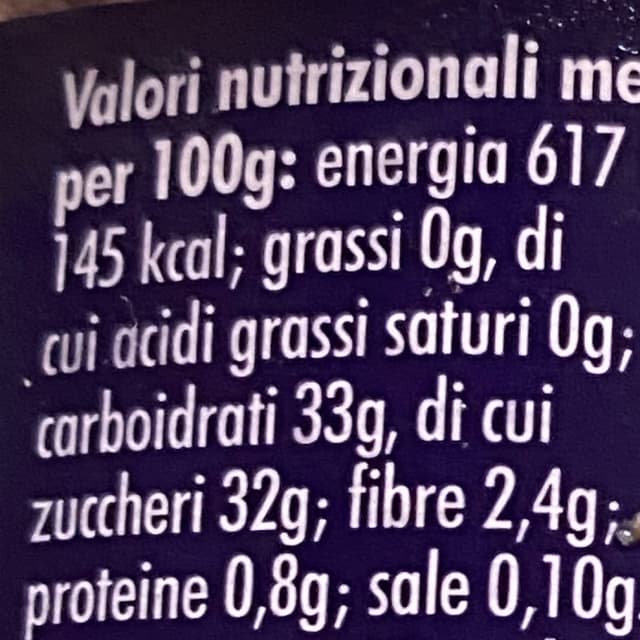 Valori nutrizionali me
per 100g: energia 617
145 kcal; grassi 0g, di
cui acidi grassi saturi 0g;
carboidrati 33g, di cui
zuccheri 32g; fibre 2,4g;
proteine 0,8g; sale 0,10g